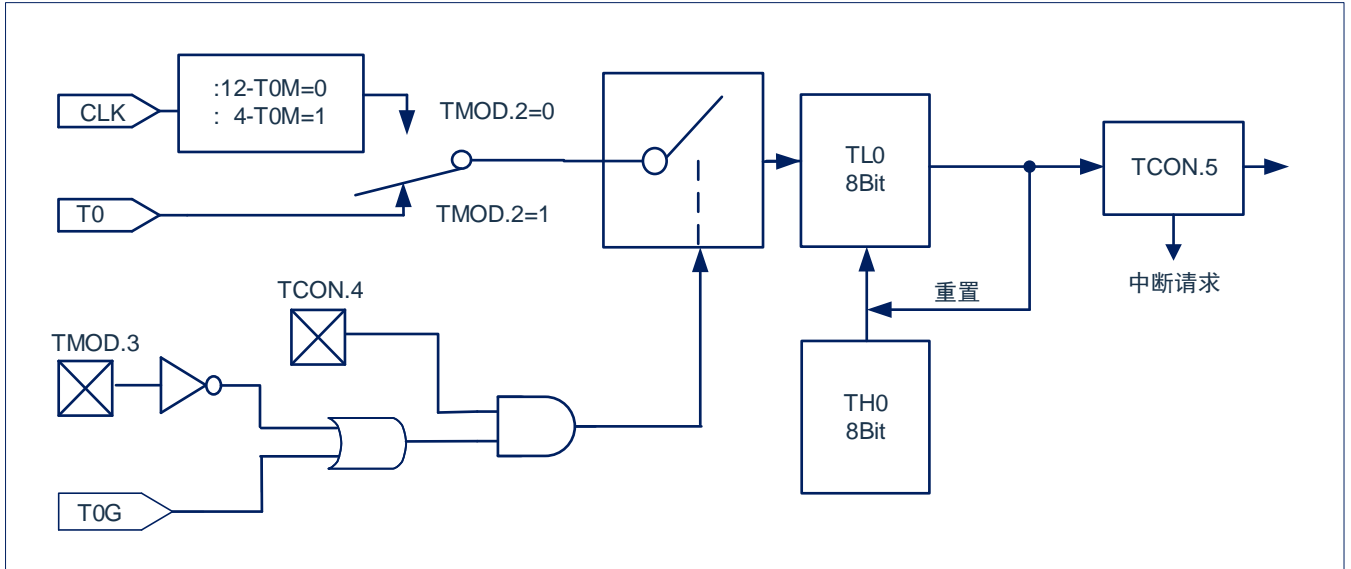 CLK
:12-T0M=0
: 4-T0M=1
TMOD.2=0
T0
TMOD.2=1
TL0
8Bit
TCON.5
中断请求
重置
TCON.4
TMOD.3
TH0
8Bit
T0G